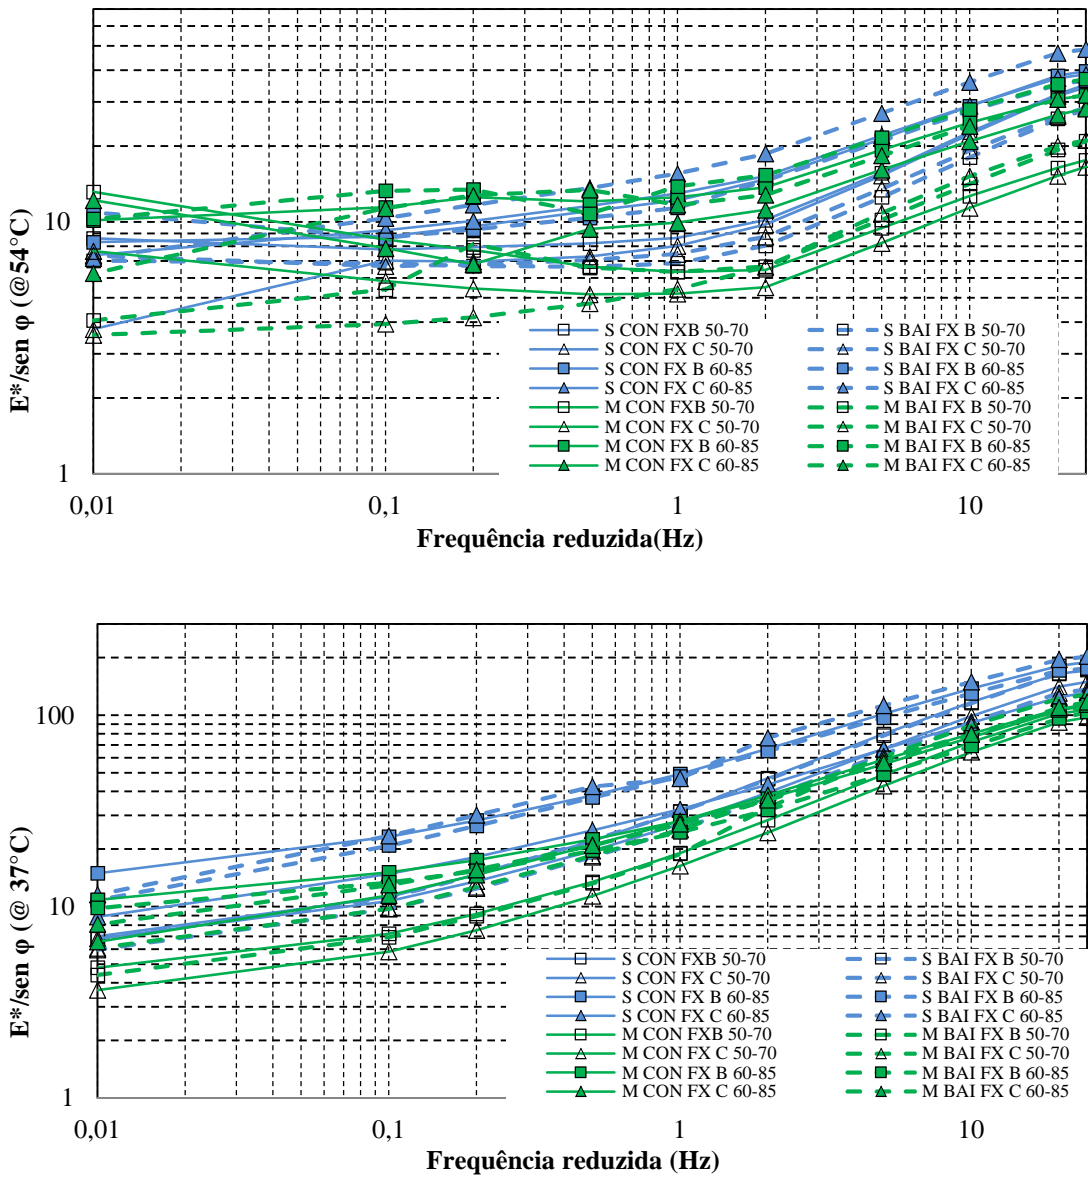 E*/sen φ (@54°C)
10
1
0,01
0,1
1
10
Frequência reduzida(Hz)
S CON FXB 50-70
S BAI FX B 50-70
S CON FX C 50-70
S BAI FX C 50-70
S CON FX B 60-85
S BAI FX B 60-85
S CON FX C 60-85
S BAI FX C 60-85
M CON FXB 50-70
M BAI FX B 50-70
M CON FX C 50-70
M BAI FX C 50-70
M CON FX B 60-85
M BAI FX B 60-85
M CON FX C 60-85
M BAI FX C 60-85
E*/sen φ (@ 37°C)
100
10
1
0,01
0,1
1
10
Frequência reduzida (Hz)
S CON FXB 50-70
S BAI FX B 50-70
S CON FX C 50-70
S BAI FX C 50-70
S CON FX B 60-85
S BAI FX B 60-85
S CON FX C 60-85
S BAI FX C 60-85
M CON FXB 50-70
M BAI FX B 50-70
M CON FX C 50-70
M BAI FX C 50-70
M CON FX B 60-85
M BAI FX B 60-85
M CON FX C 60-85
M BAI FX C 60-85